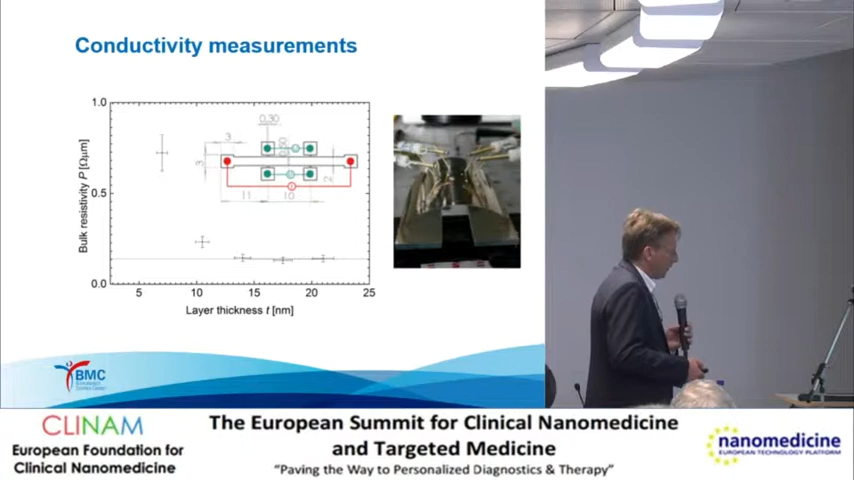 Conductivity measurements
1.0
0.5
0.0
Bulk resistivity P [Ωμm]
5
10
15
20
25
Layer thickness t [nm]
0.30
3
3
2
11
10
BMC
CLINAM
European Foundation for
Clinical Nanomedicine
The European Summit for Clinical Nanomedicine
and Targeted Medicine
"Paving the Way to Personalized Diagnostics & Therapy"
nanomedicine
EUROPEAN TECHNOLOGY PLATFORM